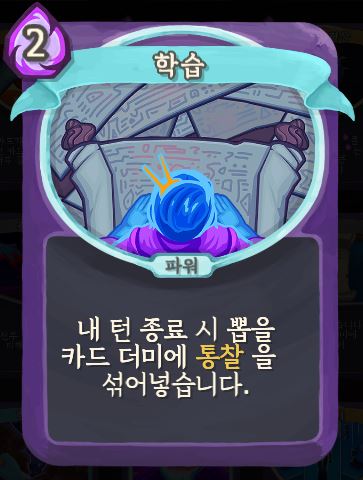 2
학습
파워
내 턴 종료 시 뽑을
카드 더미에 통찰 을
섞어넣습니다.